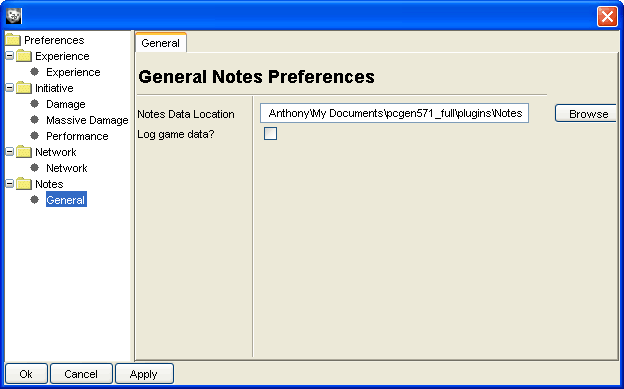 Preferences
Experience
Experience
Initiative
Damage
Massive Damage
Performance
Network
Network
Notes
General
General
General Notes Preferences
Notes Data Location Anthony\My Documents\pcgen571_full\plugins\Notes Browse
Log game data?
Ok Cancel Apply